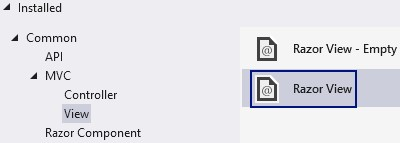 Installed
Common
API
MVC
Controller
View
Razor Component
Razor View - Empty
Razor View